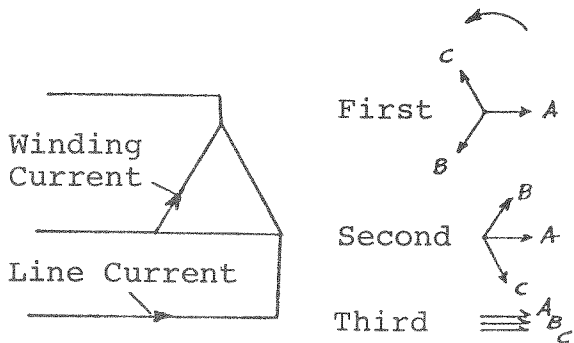 C
First
A
B
Winding
Current
B
Second
A
C
Line Current
Third
A
B
C